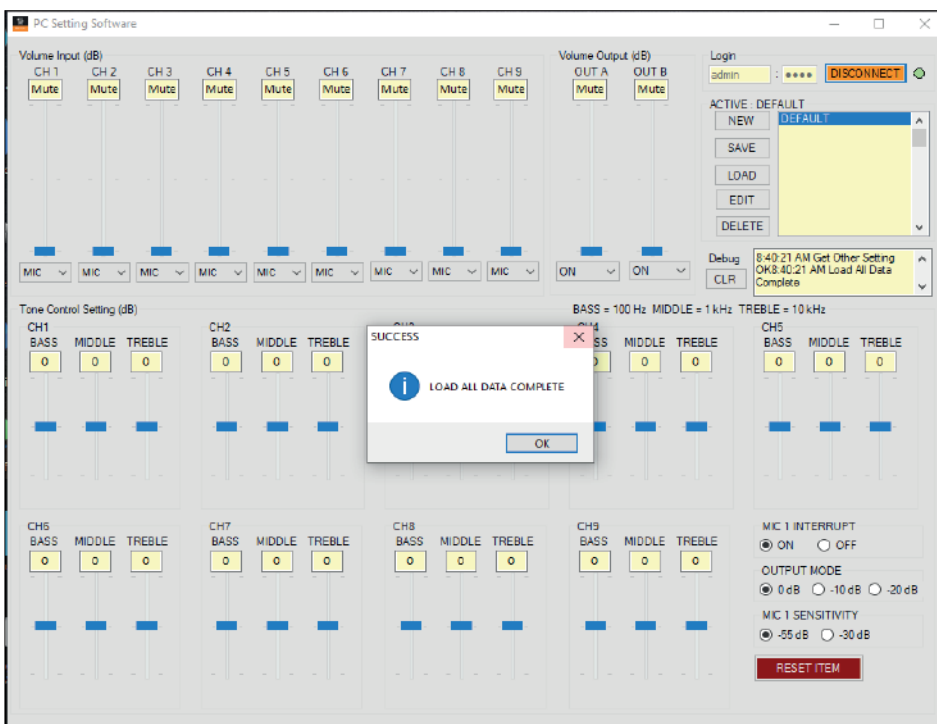 PC Setting Software
Volume Input (dB)
CH 1 CH 2 CH 3 CH 4 CH 5 CH 6 CH 7 CH 8 CH 9
Mute Mute Mute Mute Mute Mute Mute Mute Mute
MIC MIC MIC MIC MIC MIC MIC MIC MIC
Volume Output (dB)
OUT A OUT B
Mute Mute
ON ON
Login
admin : •••• DISCONNECT
ACTIVE : DEFAULT
NEW DEFAULT
SAVE
LOAD
EDIT
DELETE
Debug
CLR
8:40:21 AM Get Other Setting
OK8:40:21 AM Load All Data
Complete
Tone Control Setting (dB)
BASS = 100 Hz MIDDLE = 1 kHz TREBLE = 10 kHz
CH1
BASS MIDDLE TREBLE
0 0 0
CH2
BASS MIDDLE TREBLE
0 0 0
SUCCESS
LOAD ALL DATA COMPLETE
OK
MIDDLE TREBLE
0 0
CH5
BASS MIDDLE TREBLE
0 0 0
CH6
BASS MIDDLE TREBLE
0 0 0
CH7
BASS MIDDLE TREBLE
0 0 0
CH8
BASS MIDDLE TREBLE
0 0 0
CH9
BASS MIDDLE TREBLE
0 0 0
MIC 1 INTERRUPT
ON OFF
OUTPUT MODE
0 dB -10 dB -20 dB
MIC 1 SENSITIVITY
-55 dB -30 dB
RESET ITEM